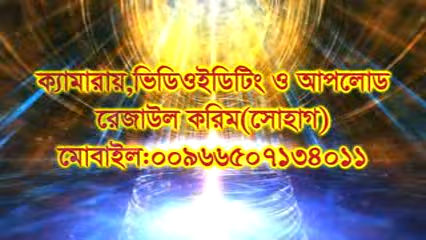 ক্যামারায়,ভিডিওইডিটিং ও আপলোড
রেজাউল করিম(সোহাগ)
মোবাইল:০০৯৬৬৫০৭১৩৪০১১